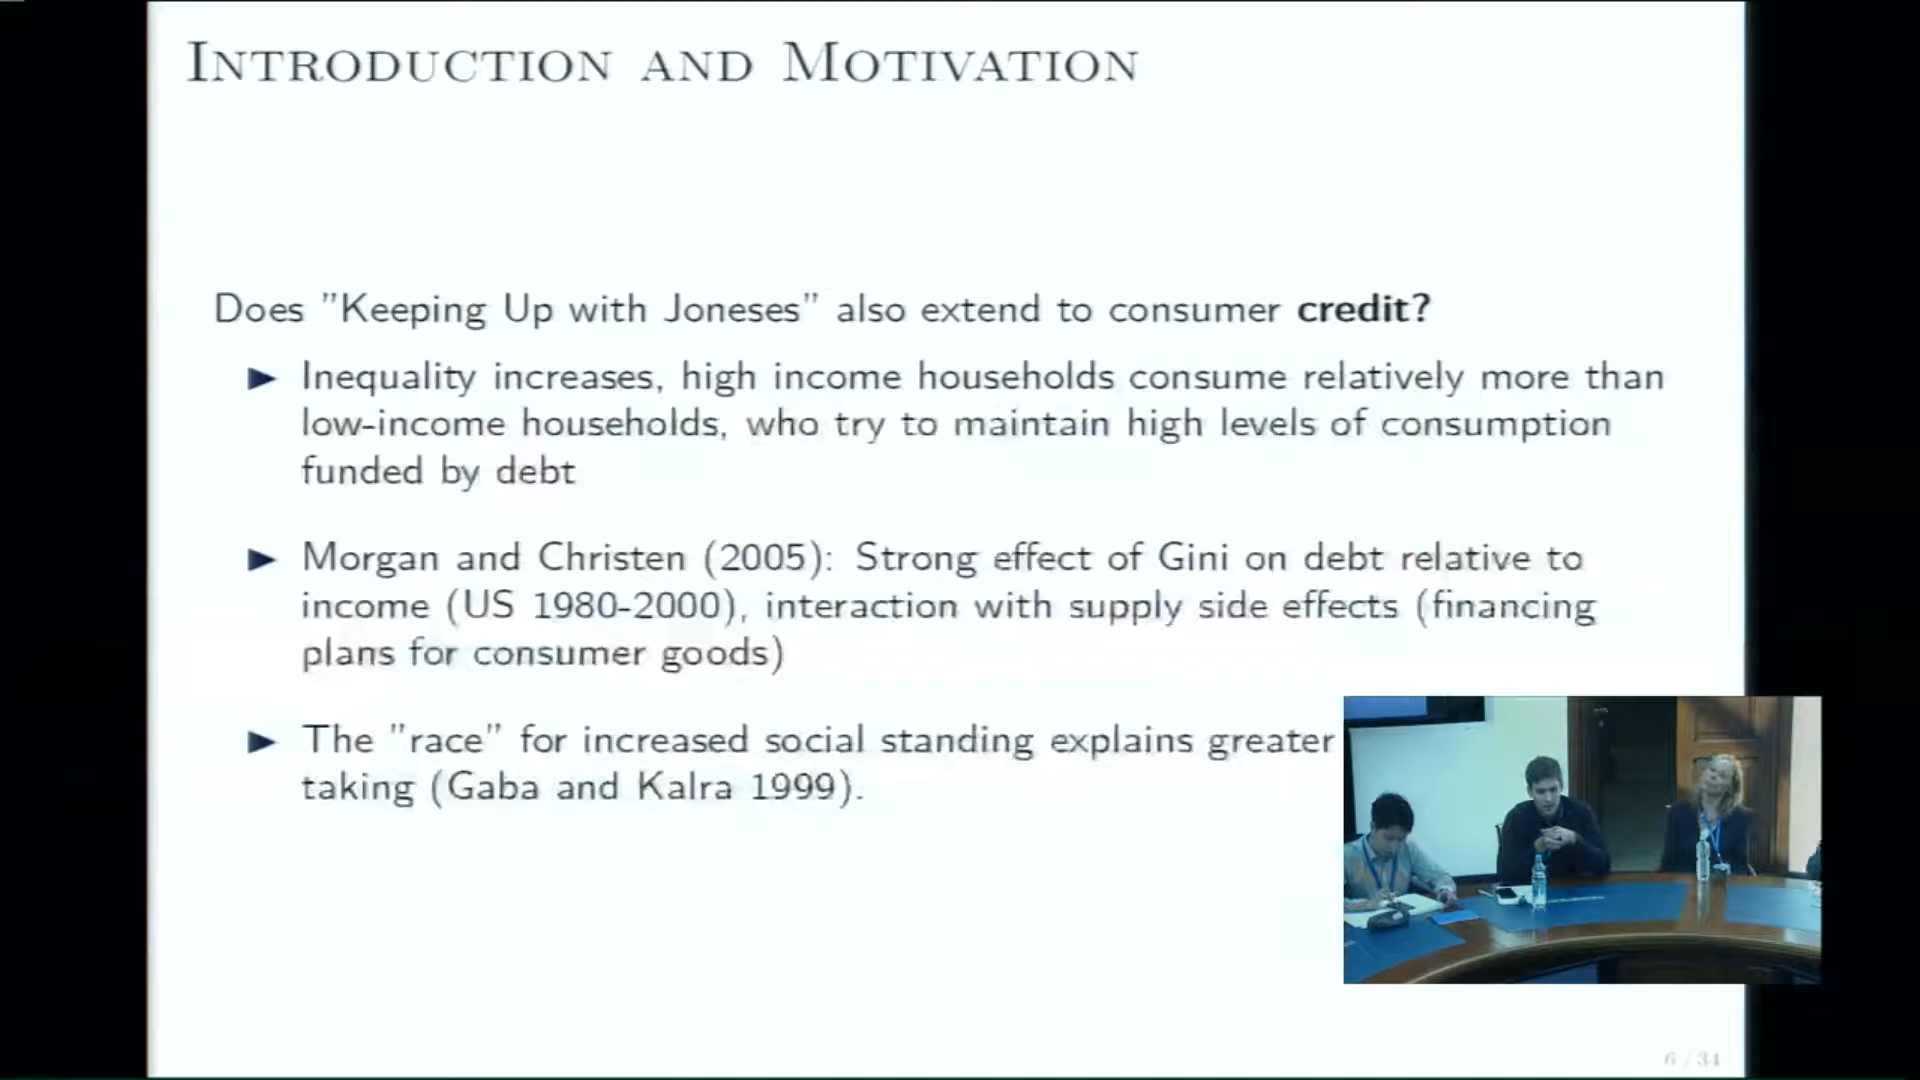 INTRODUCTION AND MOTIVATION
Does "Keeping Up with Joneses" also extend to consumer credit?
▶ Inequality increases, high income households consume relatively more than
low-income households, who try to maintain high levels of consumption
funded by debt
▶ Morgan and Christen (2005): Strong effect of Gini on debt relative to
income (US 1980-2000), interaction with supply side effects (financing
plans for consumer goods)
▶ The "race" for increased social standing explains greater
taking (Gaba and Kalra 1999).
6 / 34